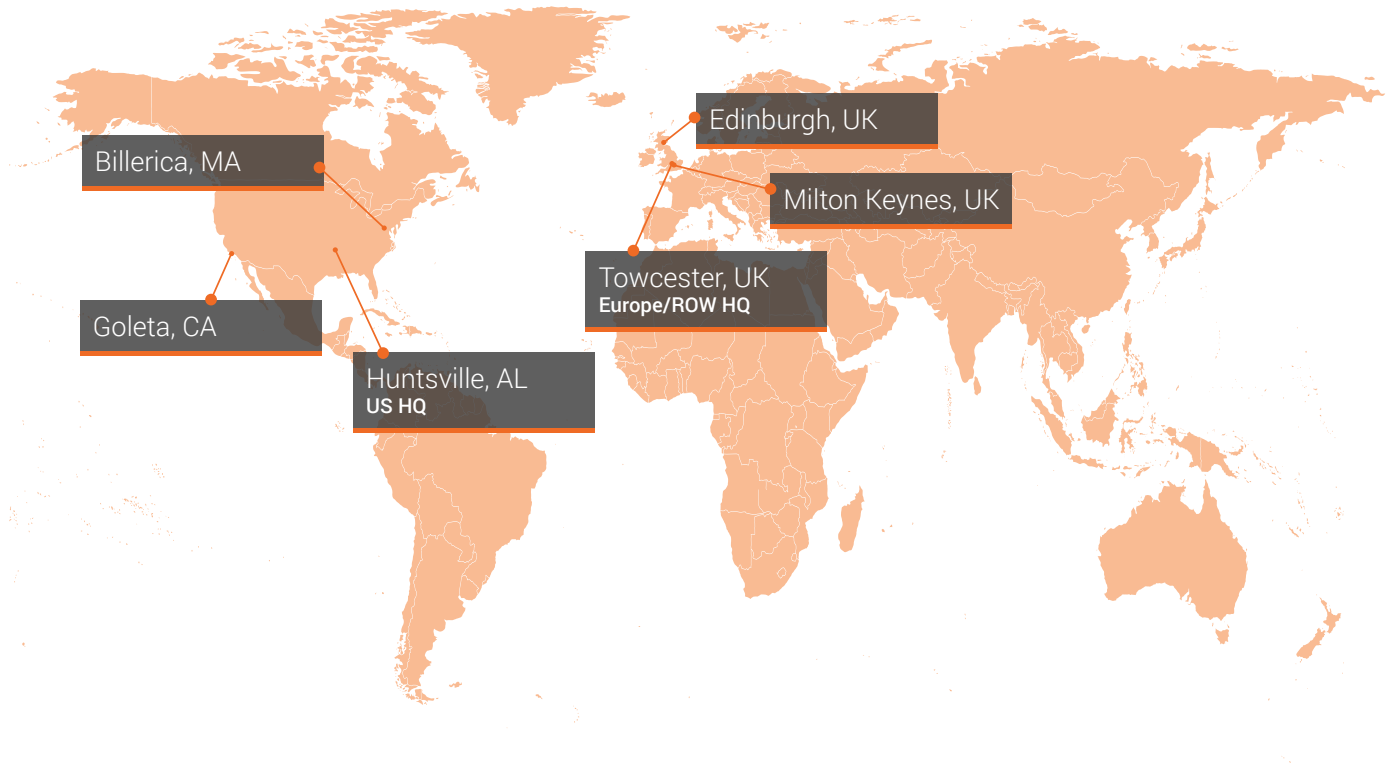 Edinburgh, UK
Billerica, MA
Milton Keynes, UK
Towcester, UK
Europe/ROW HQ
Goleta, CA
Huntsville, AL
US HQ